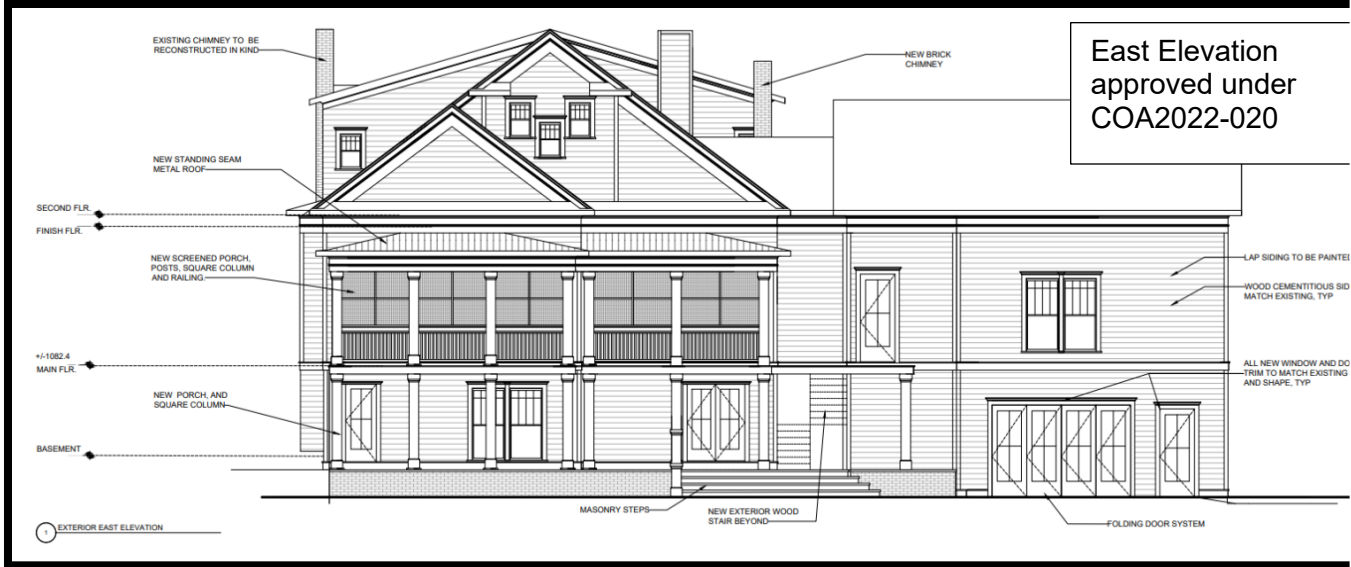 EXISTING CHIMNEY TO BE
RECONSTRUCTED IN KIND
NEW BRICK
CHIMNEY
East Elevation
approved under
COA2022-020
NEW STANDING SEAM
METAL ROOF
SECOND FLR.
FINISH FLR.
NEW SCREENED PORCH,
POSTS, SQUARE COLUMN
AND RAILING
LAP SIDING TO BE PAINTED
WOOD CEMENTITIOUS SID
MATCH EXISTING, TYP
+/-1082.4
MAIN FLR.
ALL NEW WINDOW AND DO
TRIM TO MATCH EXISTING
AND SHAPE, TYP
NEW PORCH, AND
SQUARE COLUMN
BASEMENT
MASONRY STEPS
NEW EXTERIOR WOOD
STAIR BEYOND
FOLDING DOOR SYSTEM
1
EXTERIOR EAST ELEVATION